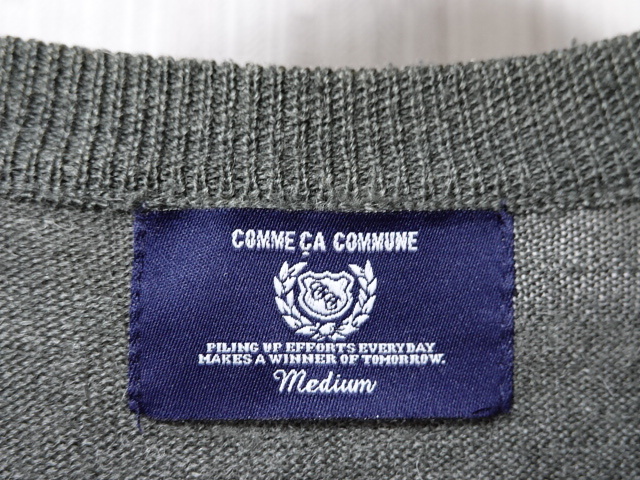 COMME ÇA COMMUNE
PILING UP EFFORTS EVERYDAY
MAKES A WINNER OF TOMORROW.
Medium